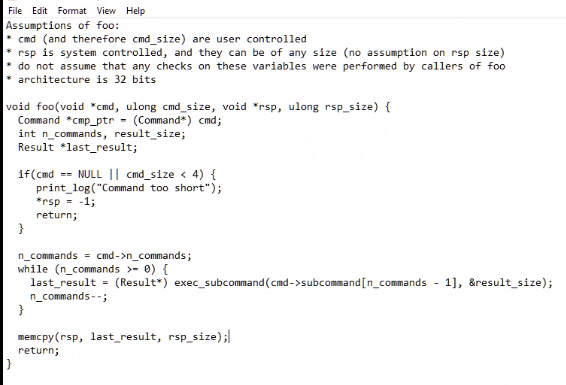 File Edit Format View Help
Assumptions of foo:
* cmd (and therefore cmd_size) are user controlled
* rsp is system controlled, and they can be of any size (no assumption on rsp size)
* do not assume that any checks on these variables were performed by callers of foo
* architecture is 32 bits
void foo(void *cmd, ulong cmd_size, void *rsp, ulong rsp_size) {
Command *cmp_ptr = (Command*) cmd;
int n_commands, result_size;
Result *last_result;
if(cmd == NULL || cmd_size < 4) {
print_log("Command too short");
*rsp = -1;
return;
}
n_commands = cmd->n_commands;
while (n_commands >= 0) {
last_result = (Result*) exec_subcommand(cmd->subcommand[n_commands - 1], &result_size);
n_commands--;
}
memcpy(rsp, last_result, rsp_size);
return;
}